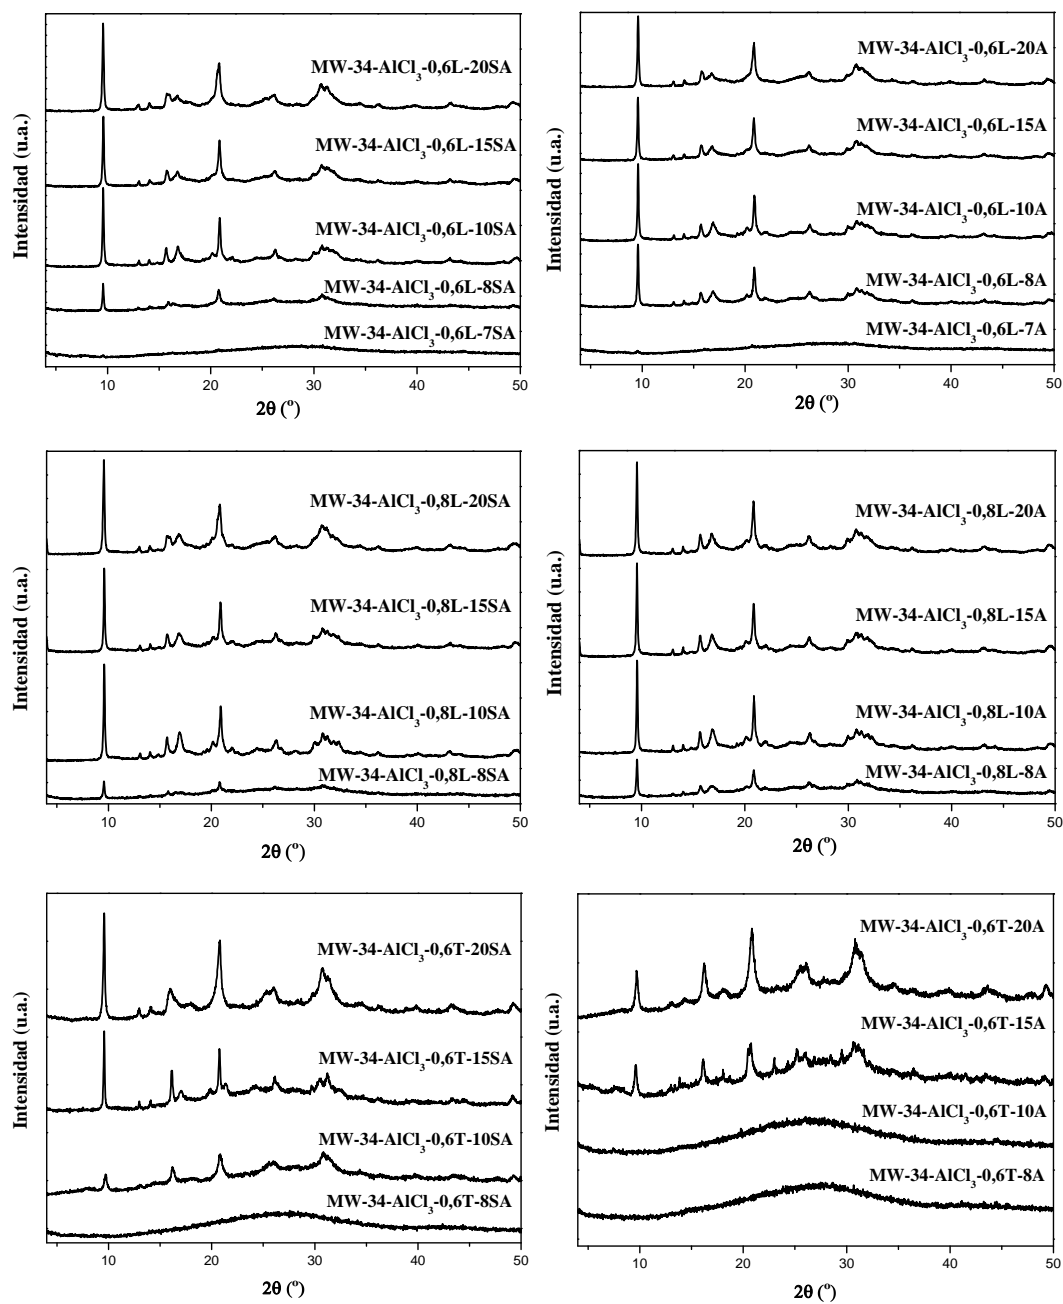 Intensidad (u.a.)
MW-34-AlCl3-0,6L-20SA
MW-34-AlCl3-0,6L-15SA
MW-34-AlCl3-0,6L-10SA
MW-34-AlCl3-0,6L-8SA
MW-34-AlCl3-0,6L-7SA
10 20 30 40 50
2θ (º)
Intensidad (u.a.)
MW-34-AlCl3-0,6L-20A
MW-34-AlCl3-0,6L-15A
MW-34-AlCl3-0,6L-10A
MW-34-AlCl3-0,6L-8A
MW-34-AlCl3-0,6L-7A
10 20 30 40 50
2θ (º)
Intensidad (u.a.)
MW-34-AlCl3-0,8L-20SA
MW-34-AlCl3-0,8L-15SA
MW-34-AlCl3-0,8L-10SA
MW-34-AlCl3-0,8L-8SA
10 20 30 40 50
2θ (º)
Intensidad (u.a.)
MW-34-AlCl3-0,8L-20A
MW-34-AlCl3-0,8L-15A
MW-34-AlCl3-0,8L-10A
MW-34-AlCl3-0,8L-8A
10 20 30 40 50
2θ (º)
Intensidad (u.a.)
MW-34-AlCl3-0,6T-20SA
MW-34-AlCl3-0,6T-15SA
MW-34-AlCl3-0,6T-10SA
MW-34-AlCl3-0,6T-8SA
10 20 30 40 50
2θ (º)
Intensidad (u.a.)
MW-34-AlCl3-0,6T-20A
MW-34-AlCl3-0,6T-15A
MW-34-AlCl3-0,6T-10A
MW-34-AlCl3-0,6T-8A
10 20 30 40 50
2θ (º)